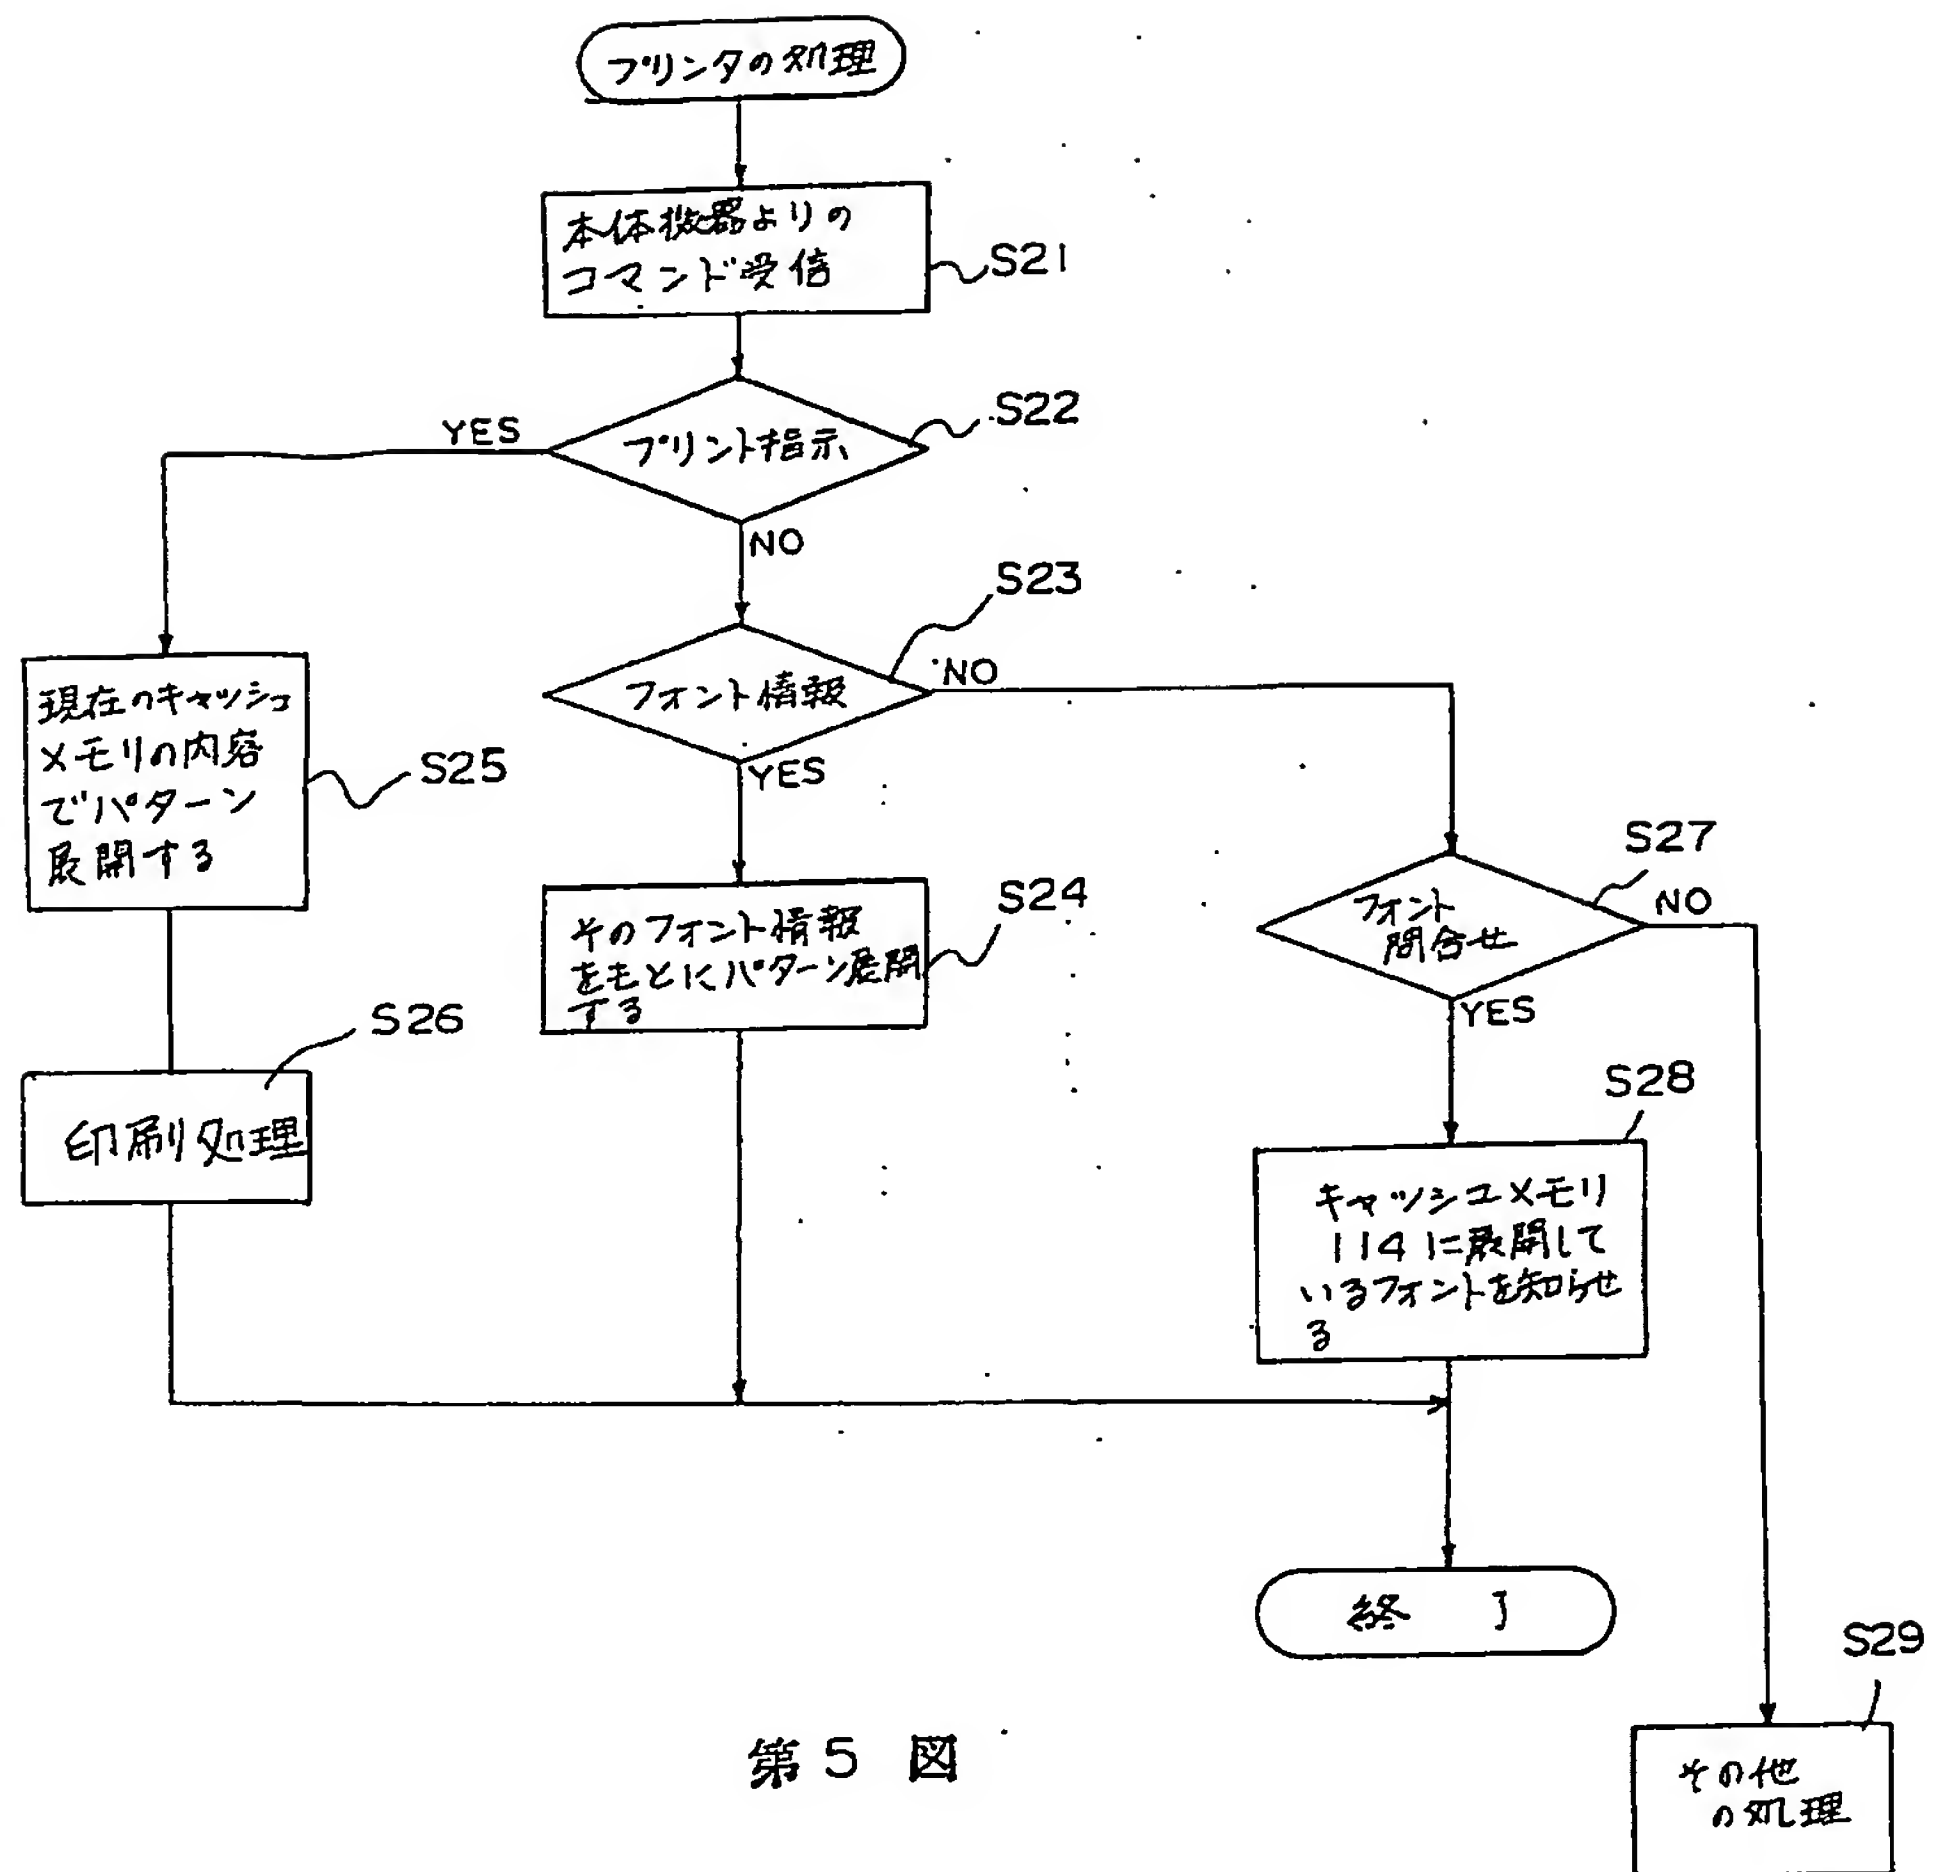 プリンタの処理
本体機器よりの
コマンド受信
S21
プリント指示
S22
YES
NO
フォント情報
S23
NO
YES
現在のキャッシュ
メモリの内容
でパターン
展開する
S25
そのフォント情報
をもとにパターン展開
する
S24
フォント
問合せ
S27
NO
YES
印刷処理
S26
キャッシュメモリ
114に展開して
いるフォントを知らせ
る
S28
終 了
その他
の処理
S29
第5図